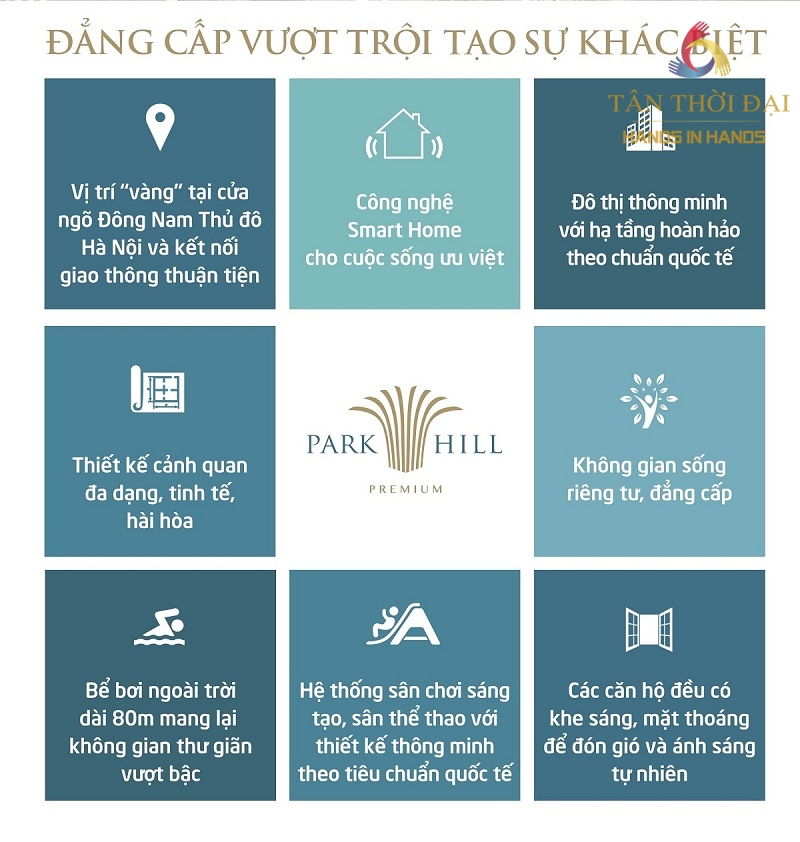 ĐẲNG CẤP VƯỢT TRỘI TẠO SỰ KHÁC BIỆT
TÂN THỜI ĐẠI
HANDS IN HANDS
Vị trí “vàng” tại cửa
ngõ Đông Nam Thủ đô
Hà Nội và kết nối
giao thông thuận tiện
Công nghệ
Smart Home
cho cuộc sống ưu việt
Đô thị thông minh
với hạ tầng hoàn hảo
theo chuẩn quốc tế
Thiết kế cảnh quan
đa dạng, tinh tế,
hài hòa
PARK HILL
PREMIUM
Không gian sống
riêng tư, đẳng cấp
Bể bơi ngoài trời
dài 80m mang lại
không gian thư giãn
vượt bậc
Hệ thống sân chơi sáng
tạo, sân thể thao với
thiết kế thông minh
theo tiêu chuẩn quốc tế
Các căn hộ đều có
khe sáng, mặt thoáng
để đón gió và ánh sáng
tự nhiên